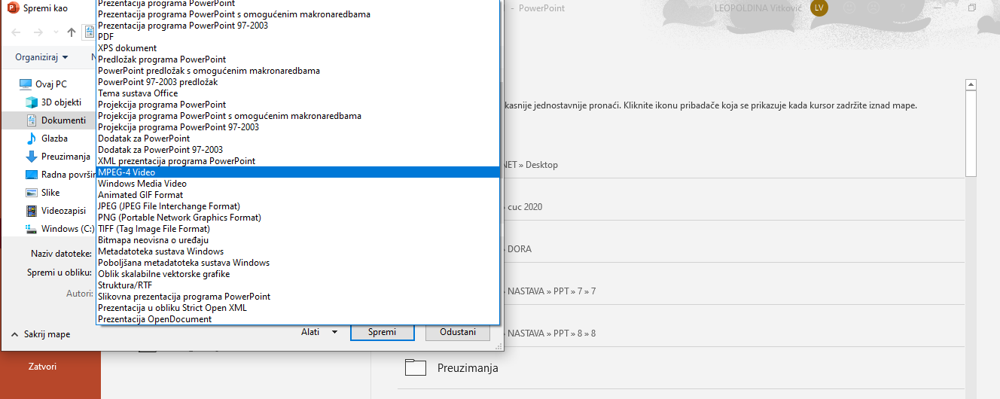 Spremi kao
- PowerPoint
LEOPOLDINA Vitković
LV
Organiziraj
N
Ovaj PC
3D objekti
Dokumenti
Glazba
Preuzimanja
Radna površin
Slike
Videozapisi
Windows (C:)
Naziv datoteke:
Spremi u obliku:
Autori:
Prezentacija programa PowerPoint
Prezentacija programa PowerPoint s omogućenim makronaredbama
Prezentacija programa PowerPoint 97-2003
PDF
XPS dokument
Predložak programa PowerPoint
PowerPoint predložak s omogućenim makronaredbama
PowerPoint 97-2003 predložak
Tema sustava Office
Projekcija programa PowerPoint
Projekcija programa PowerPoint s omogućenim makronaredbama
Projekcija programa PowerPoint 97-2003
Dodatak za PowerPoint
Dodatak za PowerPoint 97-2003
XML prezentacija programa PowerPoint
MPEG-4 Video
Windows Media Video
Animated GIF Format
JPEG (JPEG File Interchange Format)
PNG (Portable Network Graphics Format)
TIFF (Tag Image File Format)
Bitmapa neovisna o uređaju
Metadatoteka sustava Windows
Poboljšana metadatoteka sustava Windows
Oblik skalabilne vektorske grafike
Struktura/RTF
Slikovna prezentacija programa PowerPoint
Prezentacija u obliku Strict Open XML
Prezentacija OpenDocument
Sakrij mape
Alati
Spremi
Odustani
Zatvori
kasnije jednostavnije pronaći. Kliknite ikonu pribadače koja se prikazuje kada kursor zadržite iznad mape.
NET » Desktop
» cuc 2020
» DORA
» NASTAVA » PPT » 7 » 7
» NASTAVA » PPT » 8 » 8
Preuzimanja